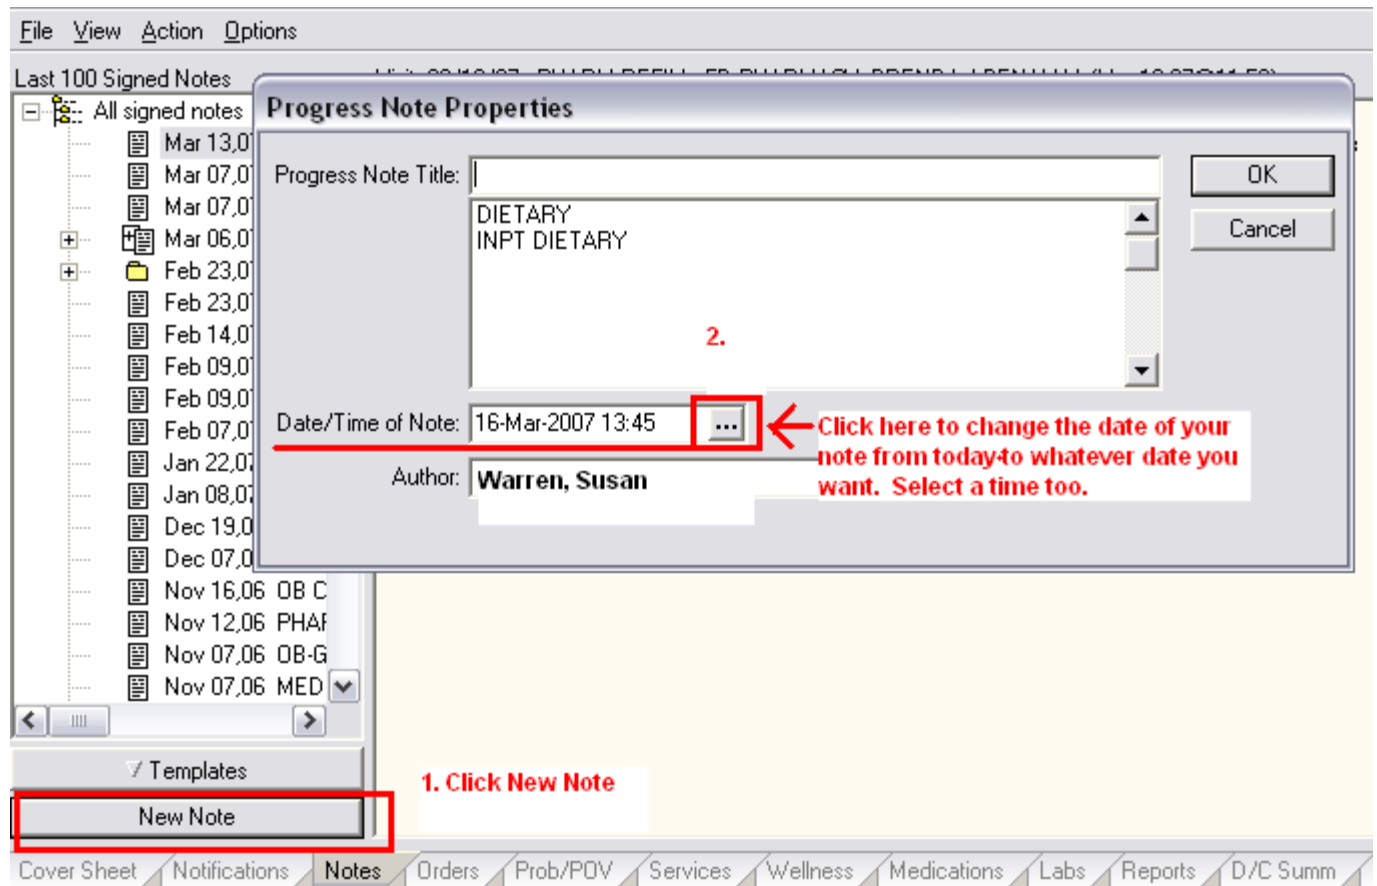 File View Action Options
Last 100 Signed Notes
All signed notes
Progress Note Properties
Mar 13,0
Mar 07,0
Mar 07,0
Mar 06,0
Feb 23,0
Feb 23,0
Feb 14,0
Feb 09,0
Feb 09,0
Feb 07,0
Jan 22,0
Jan 08,0
Dec 19,0
Dec 07,0
Nov 16,06 OB C
Nov 12,06 PHAR
Nov 07,06 OB-G
Nov 07,06 MED
Progress Note Title:
OK
DIETARY
Cancel
INPT DIETARY
2.
Date/Time of Note: 16-Mar-2007 13:45 ...
Click here to change the date of your
note from today to whatever date you
want. Select a time too.
Author: Warren, Susan
Templates
1. Click New Note
New Note
Cover Sheet Notifications Notes Orders Prob/POV Services Wellness Medications Labs Reports D/C Summ